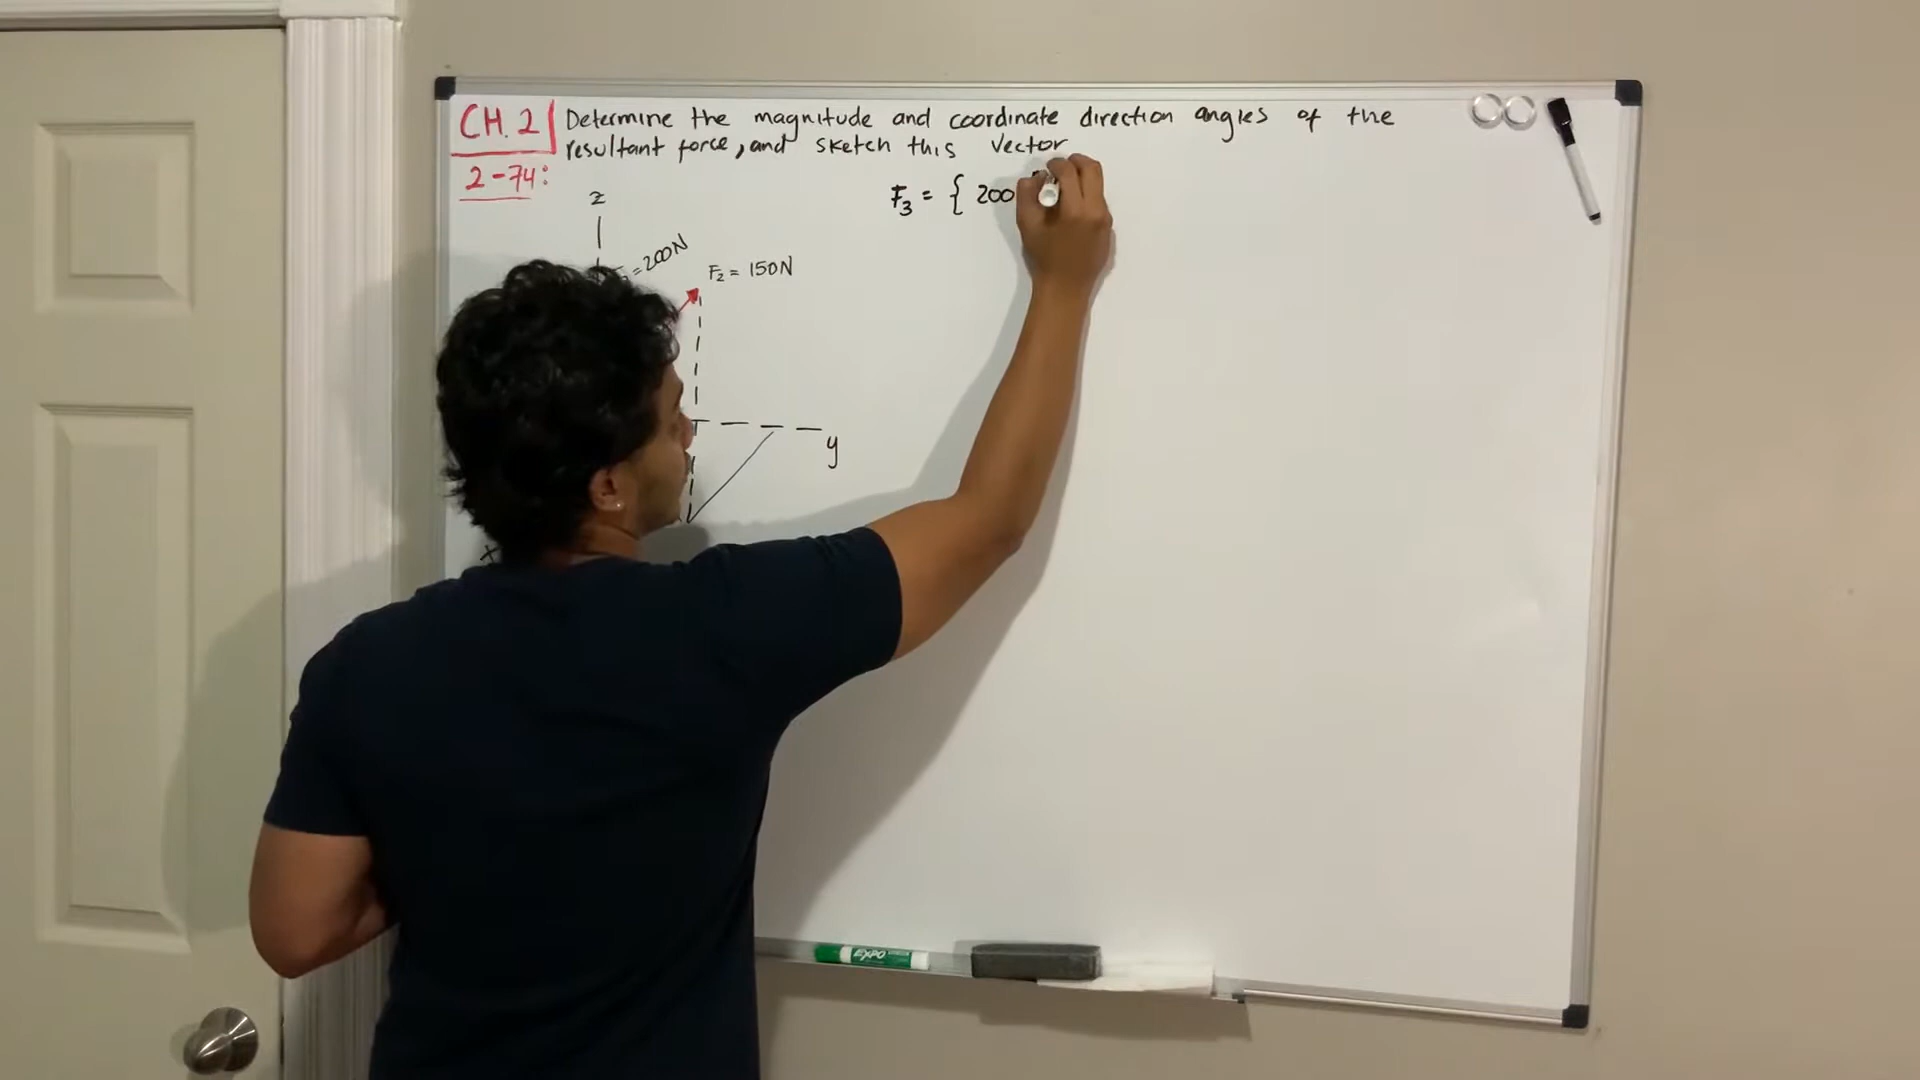 CH. 2
Determine the magnitude and coordinate direction angles of the
resultant force, and sketch this vector
2-74:
F3 = { 200
z
= 200N
F2 = 150N
y
x
EXPO